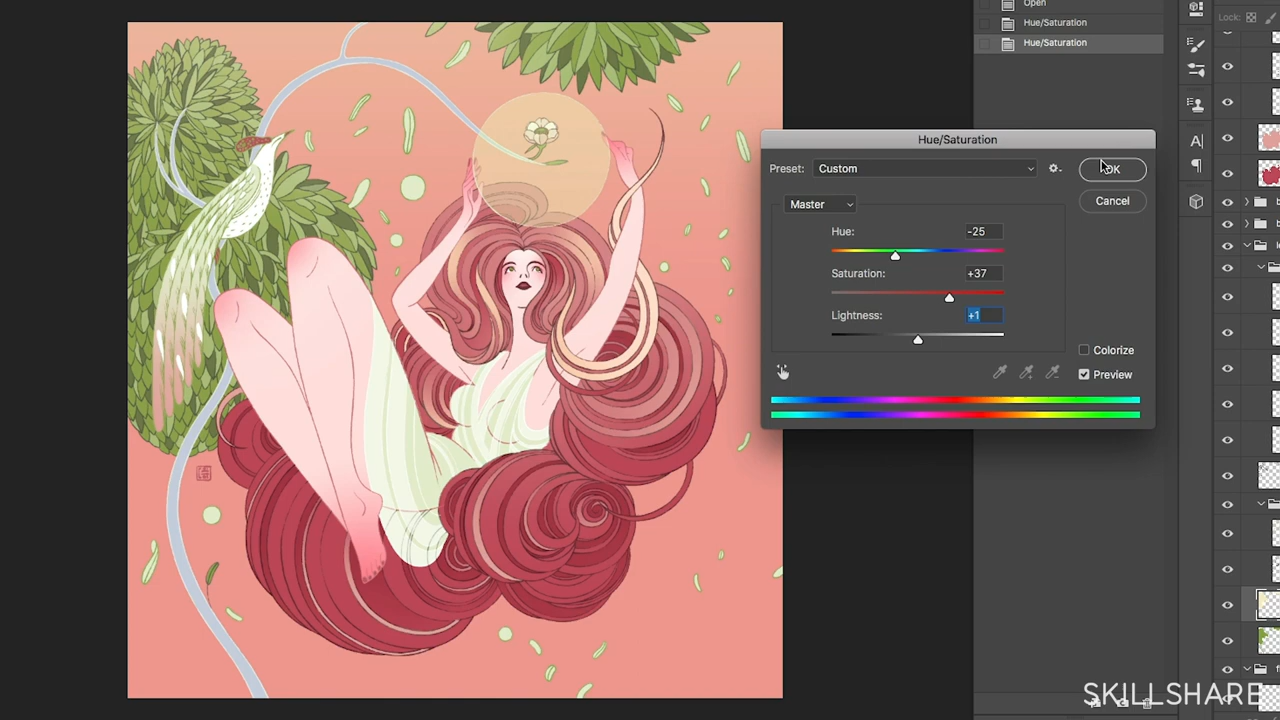 Open
Hue/Saturation
Hue/Saturation
Lock:
Hue/Saturation
Preset: Custom
OK
Cancel
Master
Hue: -25
Saturation: +37
Lightness: +1
Colorize
Preview
SKILLSHARE